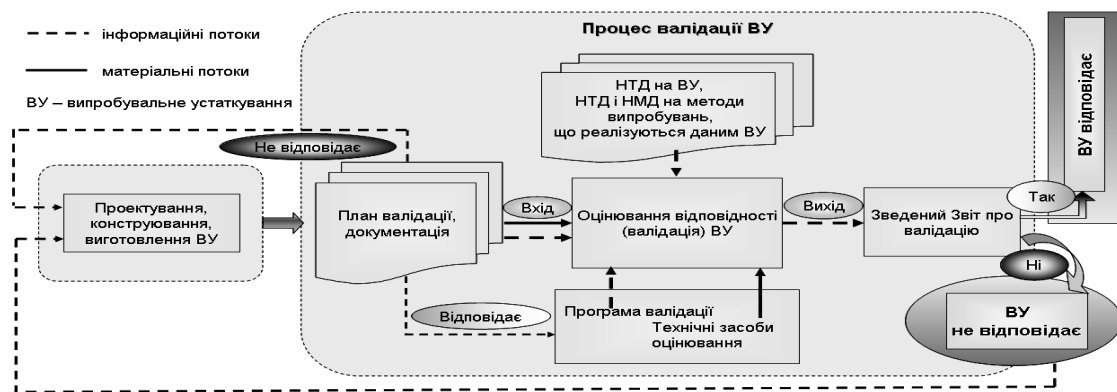 інформаційні потоки
матеріальні потоки
ВУ – випробувальне устаткування
Процес валідації ВУ
НТД на ВУ,
НТД і НМД на методи
випробувань,
що реалізуються даним ВУ
Не відповідає
Проектування,
конструювання,
виготовлення ВУ
План валідації,
документація
Вхід
Оцінювання відповідності
(валідація) ВУ
Вихід
Зведений Звіт про
валідацію
Так
ВУ відповідає
Ні
ВУ
не відповідає
Відповідає
Програма валідації
Технічні засоби
оцінювання